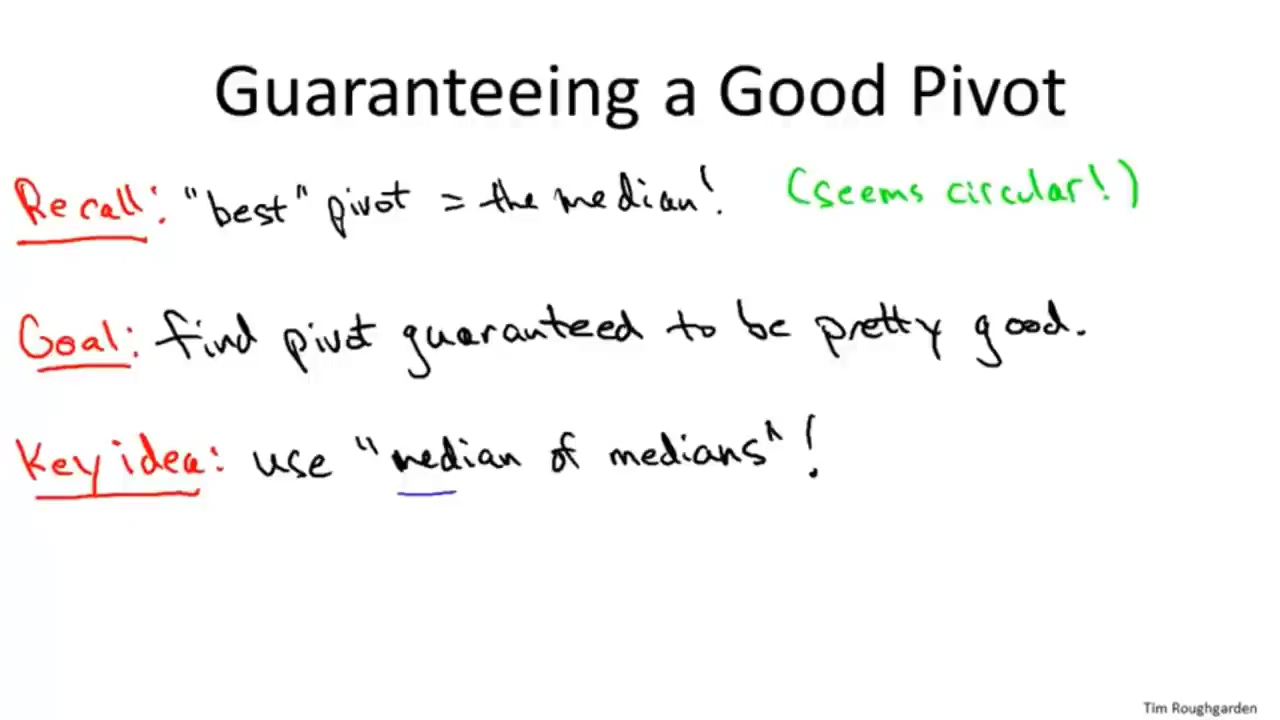 Guaranteeing a Good Pivot
Recall: "best" pivot = the median! (seems circular!)
Goal: find pivot guaranteed to be pretty good.
Key idea: use "median of medians"!
Tim Roughgarden